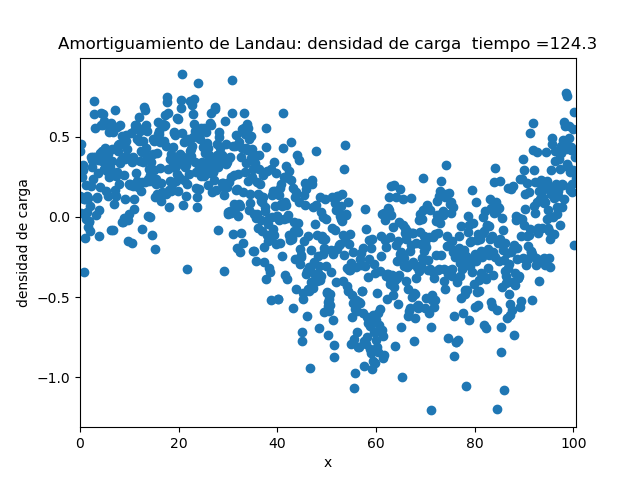 Amortiguamiento de Landau: densidad de carga  tiempo =124.3
densidad de carga
0.5
0.0
−0.5
−1.0
0 20 40 60 80 100
x